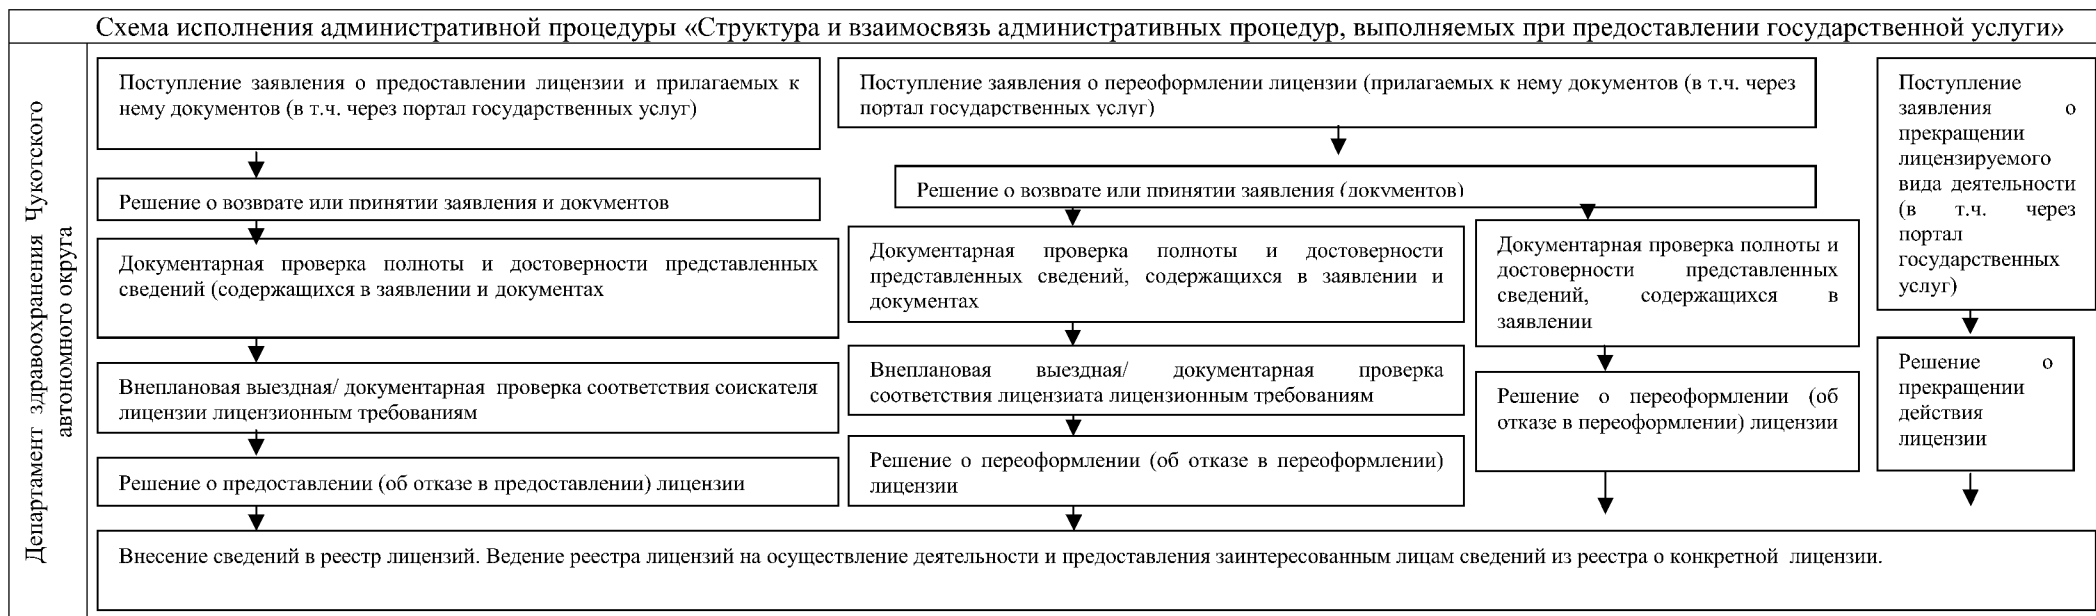 Схема исполнения административной процедуры «Структура и взаимосвязь административных процедур, выполняемых при предоставлении государственной услуги»
Департамент здравоохранения Чукотского
автономного округа
Поступление заявления о предоставлении лицензии и прилагаемых к
нему документов (в т.ч. через портал государственных услуг)
Решение о возврате или принятии заявления и документов
Документарная проверка полноты и достоверности представленных
сведений (содержащихся в заявлении и документах
Внеплановая выездная/ документарная проверка соответствия соискателя
лицензии лицензионным требованиям
Решение о предоставлении (об отказе в предоставлении) лицензии
Поступление заявления о переоформлении лицензии (прилагаемых к нему документов (в т.ч. через
портал государственных услуг)
Решение о возврате или принятии заявления (документов)
Документарная проверка полноты и достоверности
представленных сведений, содержащихся в заявлении и
документах
Внеплановая выездная/ документарная проверка
соответствия лицензиата лицензионным требованиям
Решение о переоформлении (об отказе в переоформлении)
лицензии
Документарная проверка полноты и
достоверности представленных
сведений, содержащихся в
заявлении
Решение о переоформлении (об
отказе в переоформлении) лицензии
Поступление
заявления о
прекращении
лицензируемого
вида деятельности
(в т.ч. через
портал
государственных
услуг)
Решение о
прекращении
действия
лицензии
Внесение сведений в реестр лицензий. Ведение реестра лицензий на осуществление деятельности и предоставления заинтересованным лицам сведений из реестра о конкретной лицензии.